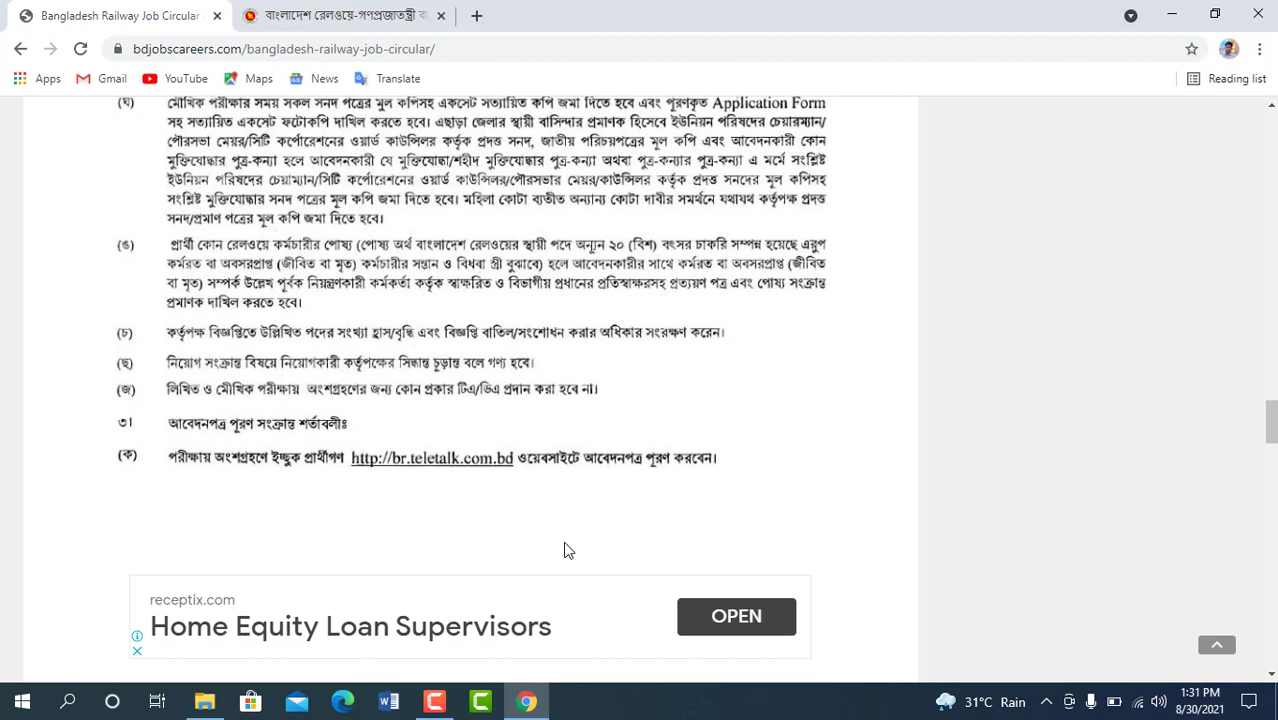 Bangladesh Railway Job Circular
বাংলাদেশ রেলওয়ে-গণপ্রজাতন্ত্রী বা
bdjobscareers.com/bangladesh-railway-job-circular/
Apps Gmail YouTube Maps News Translate Reading list
(ঘ) মৌখিক পরীক্ষার সময় সকল সনদ পত্রের মুল কপিসহ একসেট সত্যায়িত কপি জমা দিতে হবে এবং পূরণকৃত Application Form
সহ সত্যায়িত একসেট ফটোকপি দাখিল করতে হবে। এছাড়া জেলার স্থায়ী বাসিন্দার প্রমাণক হিসেবে ইউনিয়ন পরিষদের চেয়ারম্যান/
পৌরসভা মেয়র/সিটি কর্পোরেশনের ওয়ার্ড কাউন্সিলর কর্তৃক প্রদত্ত সনদ, জাতীয় পরিচয়পত্রের মূল কপি এবং আবেদনকারী কোন
মুক্তিযোদ্ধার পুত্র-কন্যা হলে আবেদনকারী যে মুক্তিযোদ্ধা/শহীদ মুক্তিযোদ্ধার পুত্র-কন্যা অথবা পুত্র-কন্যার পুত্র-কন্যা এ মর্মে সংশ্লিষ্ট
ইউনিয়ন পরিষদের চেয়াম্যান/সিটি কর্পোরেশনের ওয়ার্ড কাউন্সিলর/পৌরসভার মেয়র/কাউন্সিলর কর্তৃক প্রদত্ত সনদের মূল কপিসহ
সংশ্লিষ্ট মুক্তিযোদ্ধার সনদ পত্রের মূল কপি জমা দিতে হবে। মহিলা কোটা ব্যতীত অন্যান্য কোটা দাবীর সমর্থনে যথাযথ কর্তৃপক্ষ প্রদত্ত
সনদ/প্রমাণ পত্রের মূল কপি জমা দিতে হবে।
(ঙ) প্রার্থী কোন রেলওয়ে কর্মচারীর পোষ্য (পোষ্য অর্থ বাংলাদেশ রেলওয়ের স্থায়ী পদে অন্যূন ২০ (বিশ) বৎসর চাকরি সম্পন্ন হয়েছে এরুপ
কর্মরত বা অবসরপ্রাপ্ত (জীবিত বা মৃত) কর্মচারীর সন্তান ও বিধবা স্ত্রী বুঝাবে) হলে আবেদনকারীর সাথে কর্মরত বা অবসরপ্রাপ্ত (জীবিত
বা মৃত) সম্পর্ক উল্লেখ পূর্বক নিয়ন্ত্রণকারী কর্মকর্তা কর্তৃক স্বাক্ষরিত ও বিভাগীয় প্রধানের প্রতিস্বাক্ষরসহ প্রত্যয়ণ পত্র এবং পোষ্য সংক্রান্ত
প্রমাণক দাখিল করতে হবে।
(চ) কর্তৃপক্ষ বিজ্ঞপ্তিতে উল্লিখিত পদের সংখ্যা হ্রাস/বৃদ্ধি এবং বিজ্ঞপ্তি বাতিল/সংশোধন করার অধিকার সংরক্ষণ করেন।
(ছ) নিয়োগ সংক্রান্ত বিষয়ে নিয়োগকারী কর্তৃপক্ষের সিদ্ধান্ত চূড়ান্ত বলে গণ্য হবে।
(জ) লিখিত ও মৌখিক পরীক্ষায় অংশগ্রহণের জন্য কোন প্রকার টিএ/ডিএ প্রদান করা হবে না।
৩। আবেদনপত্র পূরণ সংক্রান্ত শর্তাবলীঃ
(ক) পরীক্ষায় অংশগ্রহণে ইচ্ছুক প্রার্থীগণ http://br.teletalk.com.bd ওয়েবসাইটে আবেদনপত্র পূরণ করবেন।
receptix.com
Home Equity Loan Supervisors
OPEN
31°C Rain
1:31 PM
8/30/2021